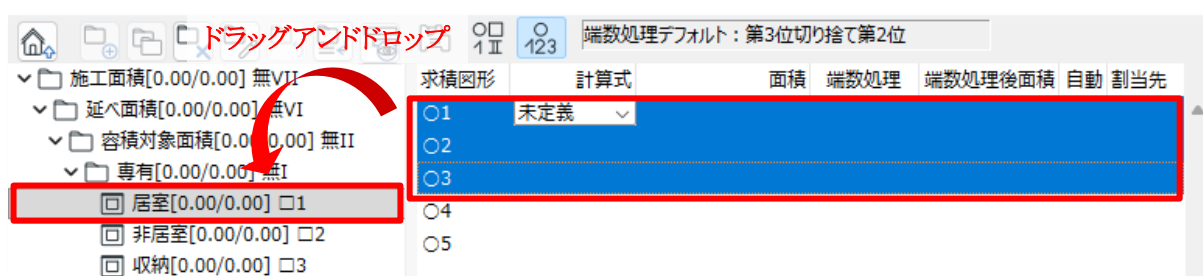 ドラッグアンドドロップ
○□
1 II
○
123
端数処理デフォルト：第3位切り捨て第2位
施工面積[0.00/0.00] 無VII
延べ面積[0.00/0.00] 無VI
容積対象面積[0.00/0.00] 無II
専有[0.00/0.00] 無I
居室[0.00/0.00] □1
非居室[0.00/0.00] □2
収納[0.00/0.00] □3
求積図形 計算式 面積 端数処理 端数処理後面積 自動 割当先
○1 未定義
○2
○3
○4
○5